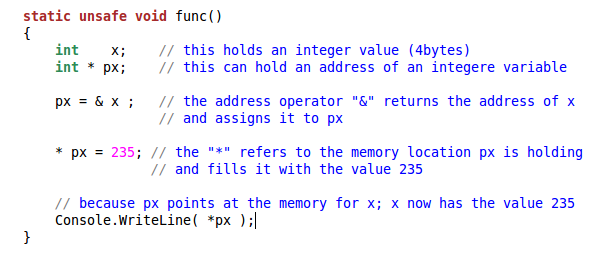 static unsafe void func()
{
    int    x;    // this holds an integer value (4bytes)
    int * px;    // this can hold an address of an integere variable
    px = & x ;   // the address operator "&" returns the address of x
                 // and assigns it to px
    * px = 235; // the "*" refers to the memory location px is holding
                // and fills it with the value 235
    // because px points at the memory for x; x now has the value 235
    Console.WriteLine( *px );
}